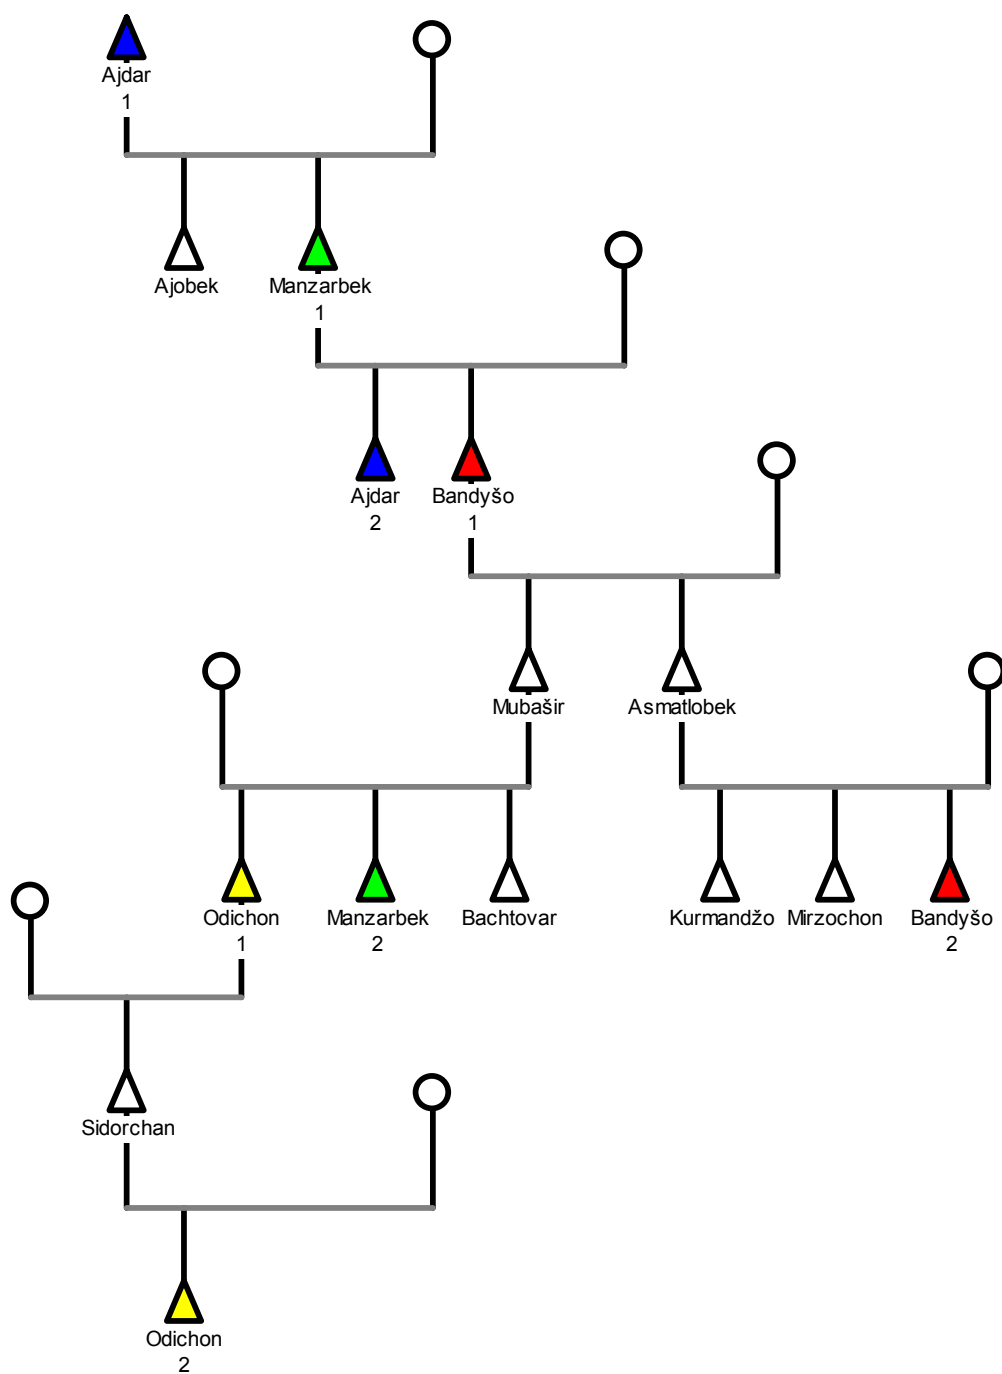 Ajdar
1
Ajobek
Manzarbek
1
Ajdar
2
Bandyšo
1
Mubašir
Asmatlobek
Odichon
1
Manzarbek
2
Bachtovar
Kurmandžo
Mirzochon
Bandyšo
2
Sidorchan
Odichon
2